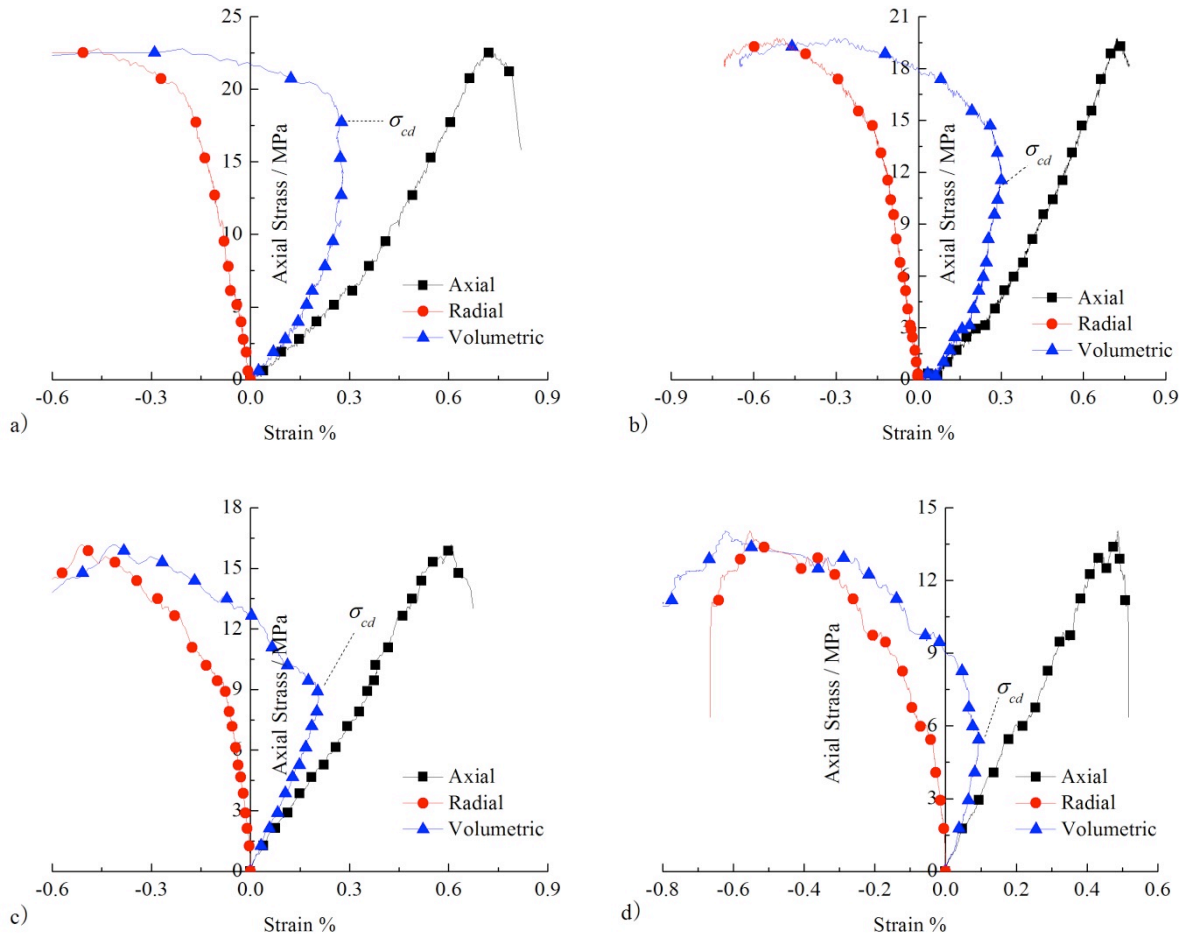 25
20
15
10
5
0
-0.6
-0.3
0.0
0.3
0.6
0.9
Axial Strass / MPa
σcd
Axial
Radial
Volumetric
Strain %
a)
21
18
15
12
9
6
3
0
-0.9
-0.6
-0.3
0.0
0.3
0.6
0.9
Axial Strass / MPa
σcd
Axial
Radial
Volumetric
Strain %
b)
18
15
12
9
6
3
0
-0.6
-0.3
0.0
0.3
0.6
0.9
Axial Strass / MPa
σcd
Axial
Radial
Volumetric
Strain %
c)
15
12
9
6
3
0
-0.8
-0.6
-0.4
-0.2
0.0
0.2
0.4
0.6
Axial Strass / MPa
σcd
Axial
Radial
Volumetric
Strain %
d)